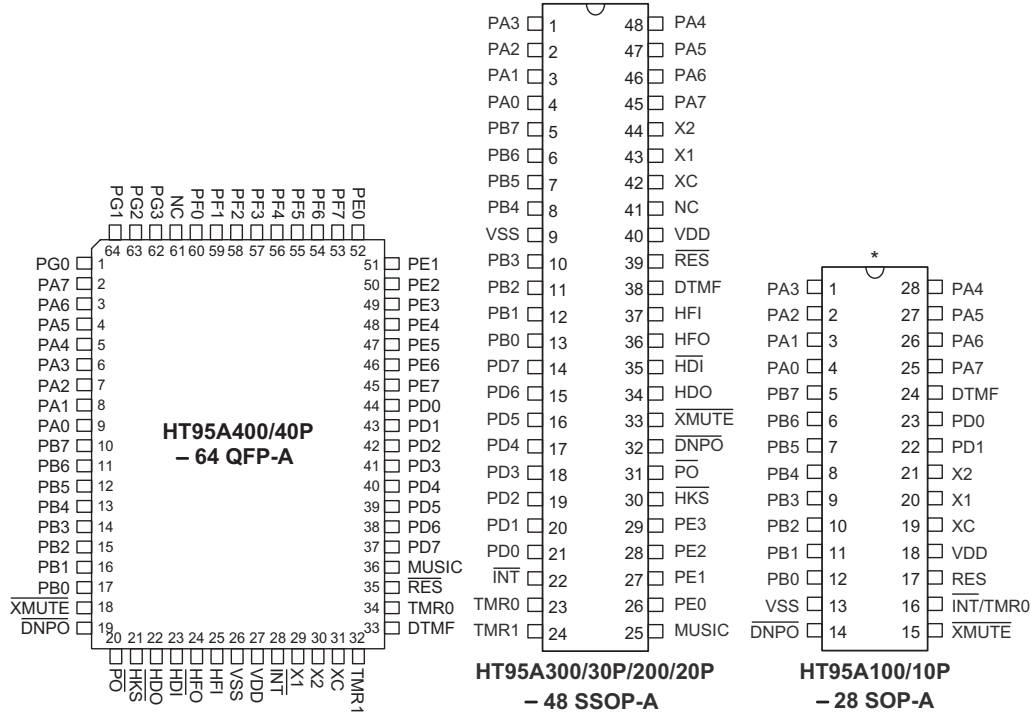 PG1 PG2 PG3 NC PF0 PF1 PF2 PF3 PF4 PF5 PF6 PF7 PE0
64 63 62 61 60 59 58 57 56 55 54 53 52
PG0 1 51 PE1
PA7 2 50 PE2
PA6 3 49 PE3
PA5 4 48 PE4
PA4 5 47 PE5
PA3 6 46 PE6
PA2 7 45 PE7
PA1 8 44 PD0
PA0 9 43 PD1
PB7 10 42 PD2
PB6 11 41 PD3
PB5 12 40 PD4
PB4 13 39 PD5
PB3 14 38 PD6
PB2 15 37 PD7
PB1 16 36 MUSIC
PB0 17 35 RES
XMUTE 18 34 TMR0
DNPO 19 33 DTMF
HT95A400/40P
– 64 QFP-A
20 21 22 23 24 25 26 27 28 29 30 31 32
PO HKS HDO HDI HFO HFI VSS VDD INT X1 X2 XC TMR1
PA3 1 48 PA4
PA2 2 47 PA5
PA1 3 46 PA6
PA0 4 45 PA7
PB7 5 44 X2
PB6 6 43 X1
PB5 7 42 XC
PB4 8 41 NC
VSS 9 40 VDD
PB3 10 39 RES
PB2 11 38 DTMF
PB1 12 37 HFI
PB0 13 36 HFO
PD7 14 35 HDI
PD6 15 34 HDO
PD5 16 33 XMUTE
PD4 17 32 DNPO
PD3 18 31 PO
PD2 19 30 HKS
PD1 20 29 PE3
PD0 21 28 PE2
INT 22 27 PE1
TMR0 23 26 PE0
TMR1 24 25 MUSIC
HT95A300/30P/200/20P
– 48 SSOP-A
*
PA3 1 28 PA4
PA2 2 27 PA5
PA1 3 26 PA6
PA0 4 25 PA7
PB7 5 24 DTMF
PB6 6 23 PD0
PB5 7 22 PD1
PB4 8 21 X2
PB3 9 20 X1
PB2 10 19 XC
PB1 11 18 VDD
PB0 12 17 RES
VSS 13 16 INT/TMR0
DNPO 14 15 XMUTE
HT95A100/10P
– 28 SOP-A